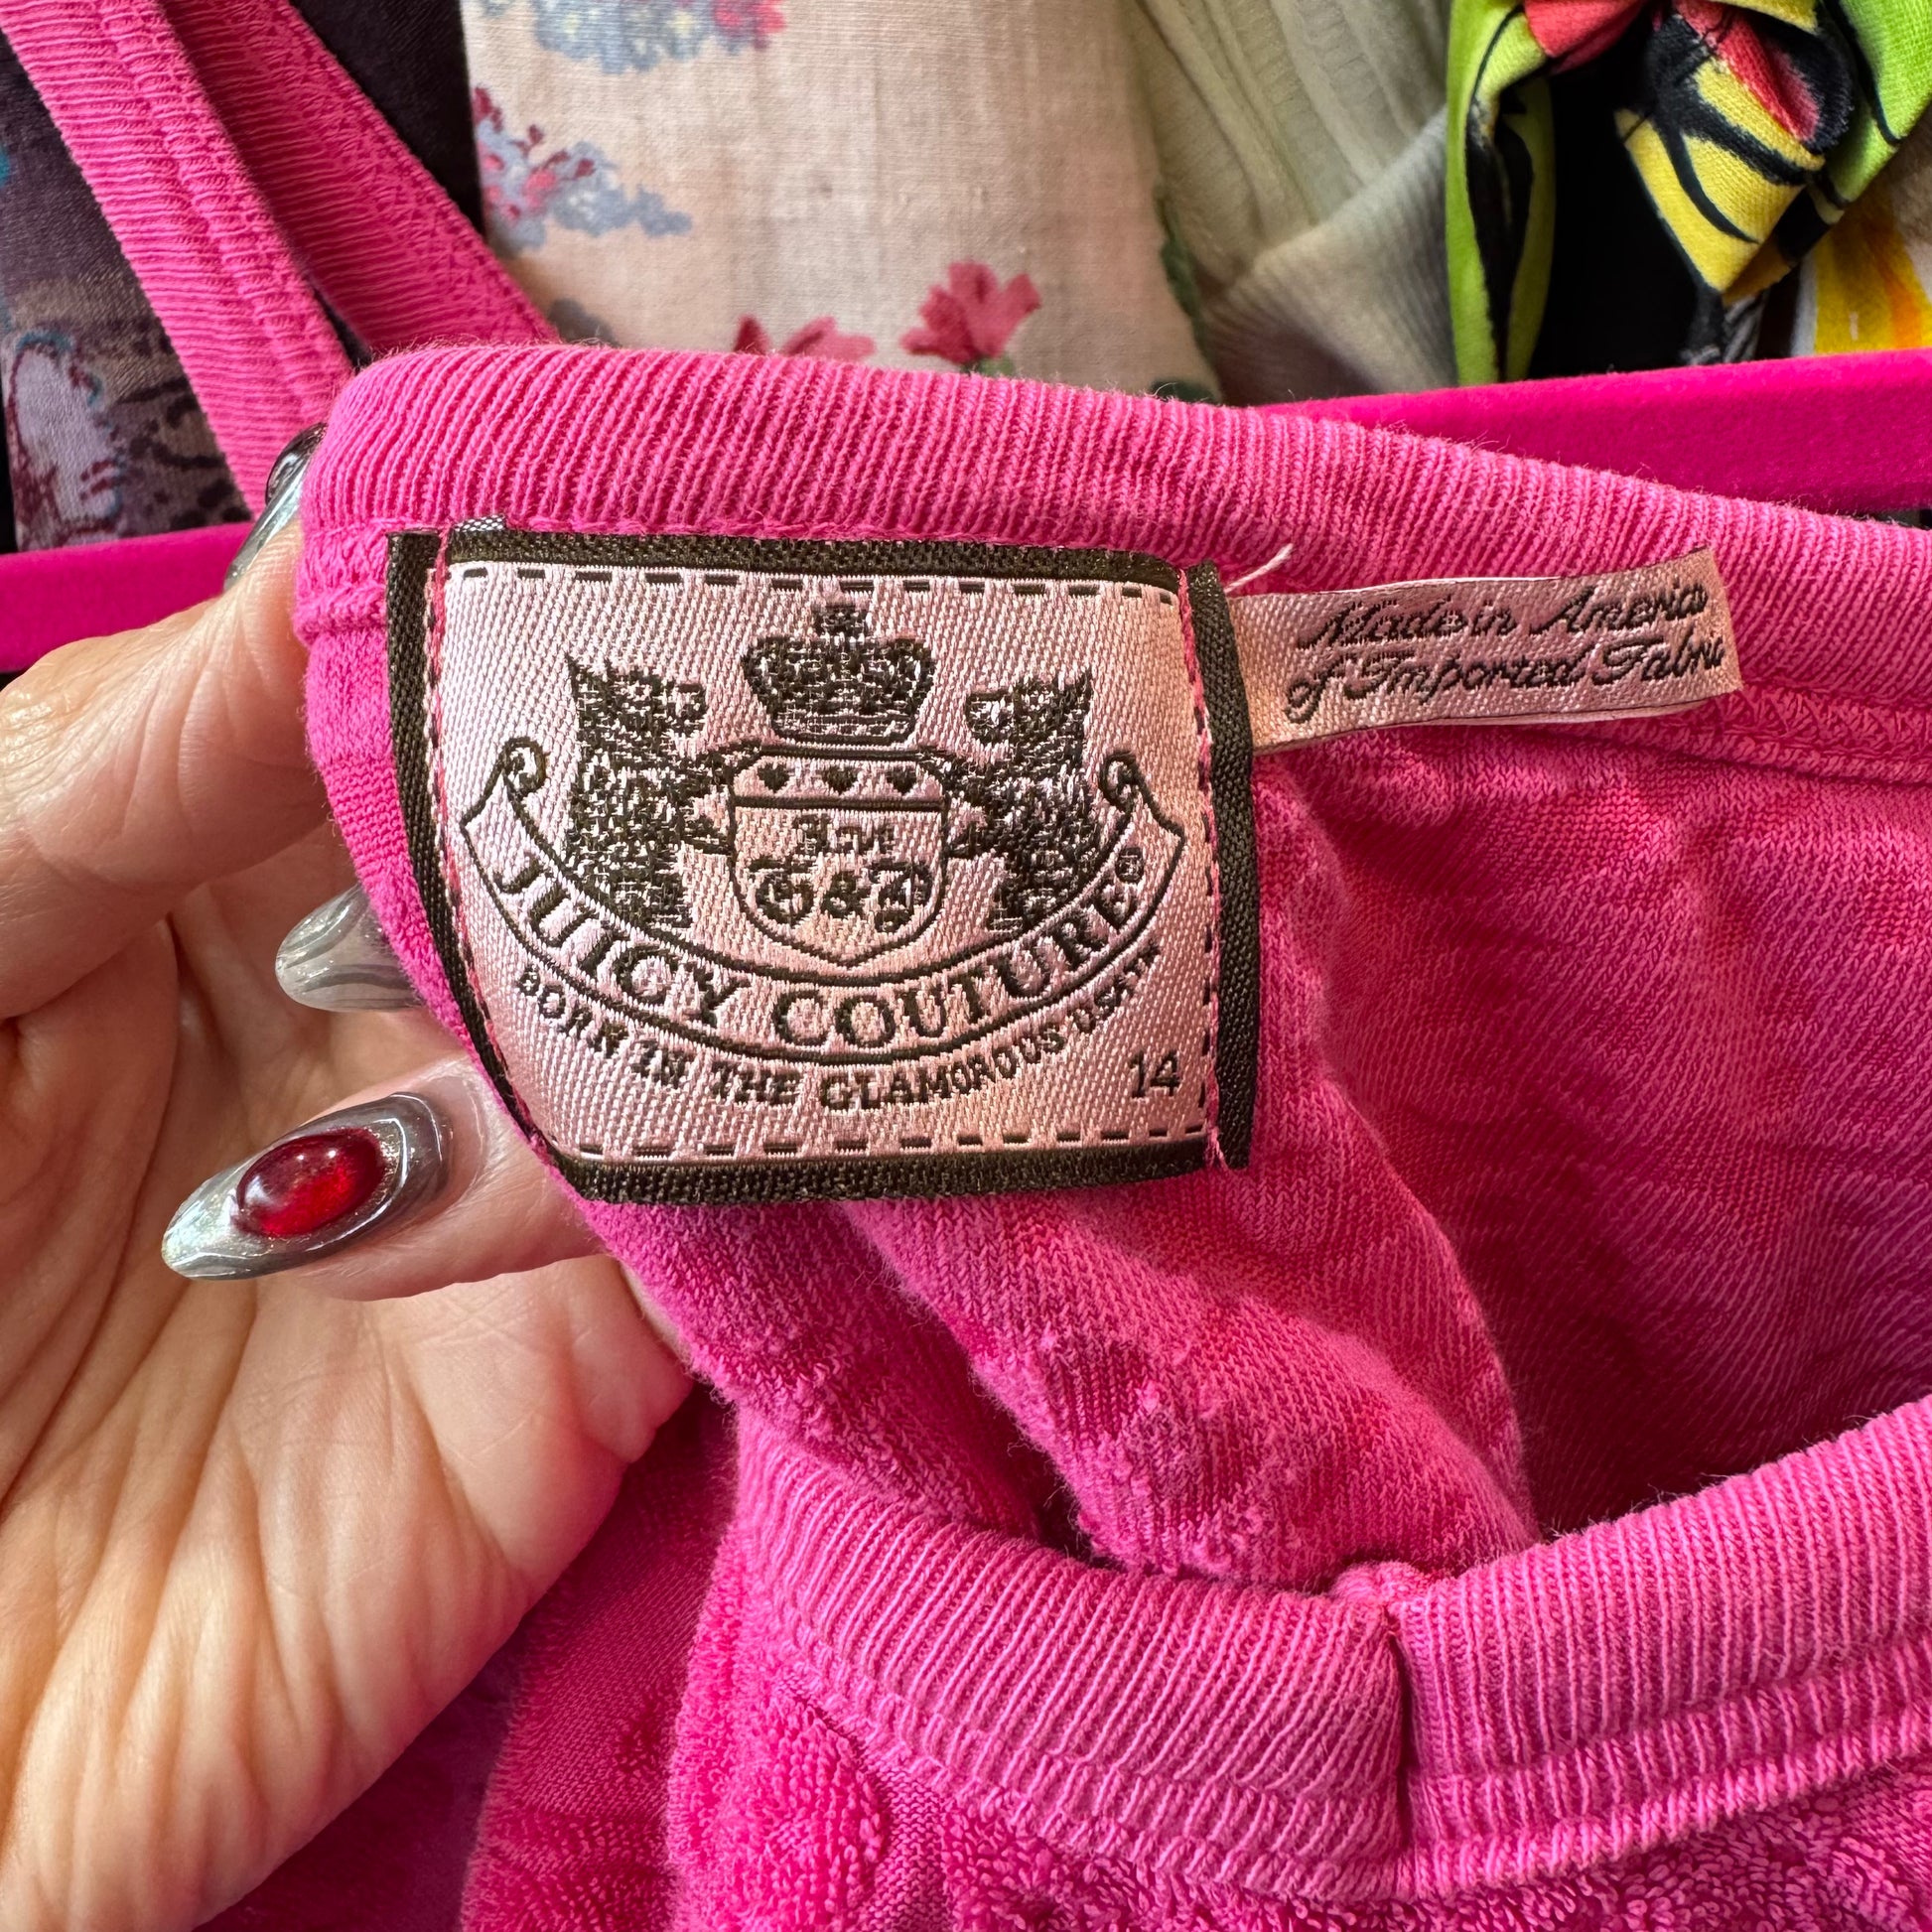 Made in America
of Imported Fabric
G&P
JUICY COUTURE®
BORN IN THE GLAMOROUS USA
14